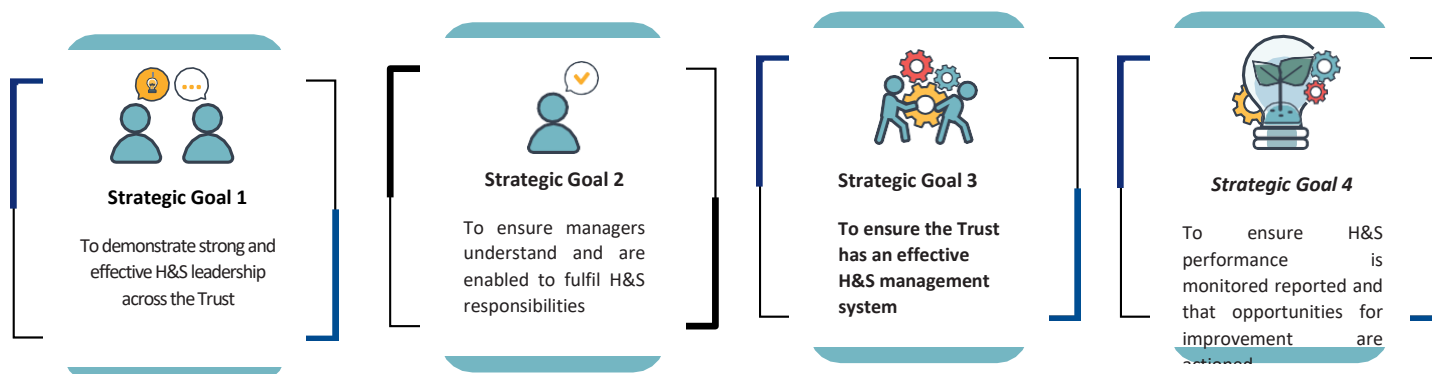 Strategic Goal 1
To demonstrate strong and
effective H&S leadership
across the Trust
Strategic Goal 2
To ensure managers
understand and are
enabled to fulfil H&S
responsibilities
Strategic Goal 3
To ensure the Trust
has an effective
H&S management
system
Strategic Goal 4
To ensure H&S
performance is
monitored reported and
that opportunities for
improvement are
actioned